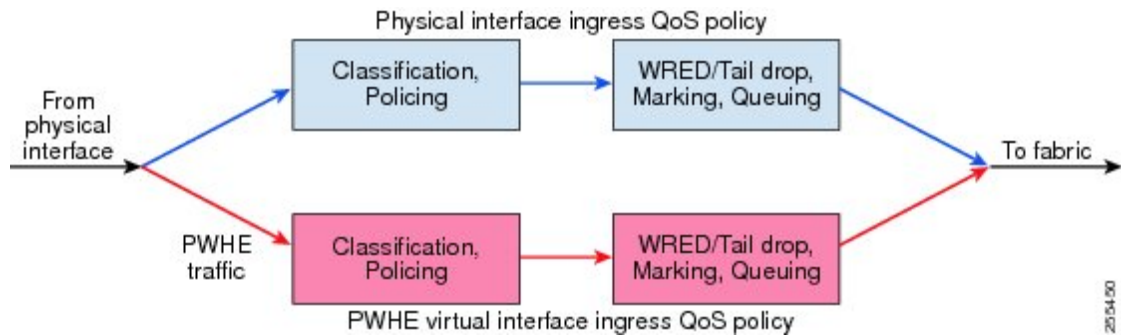 Physical interface ingress QoS policy
Classification,
Policing
WRED/Tail drop,
Marking, Queuing
From
physical
interface
To fabric
PWHE
traffic
Classification,
Policing
WRED/Tail drop,
Marking, Queuing
PWHE virtual interface ingress QoS policy
255450